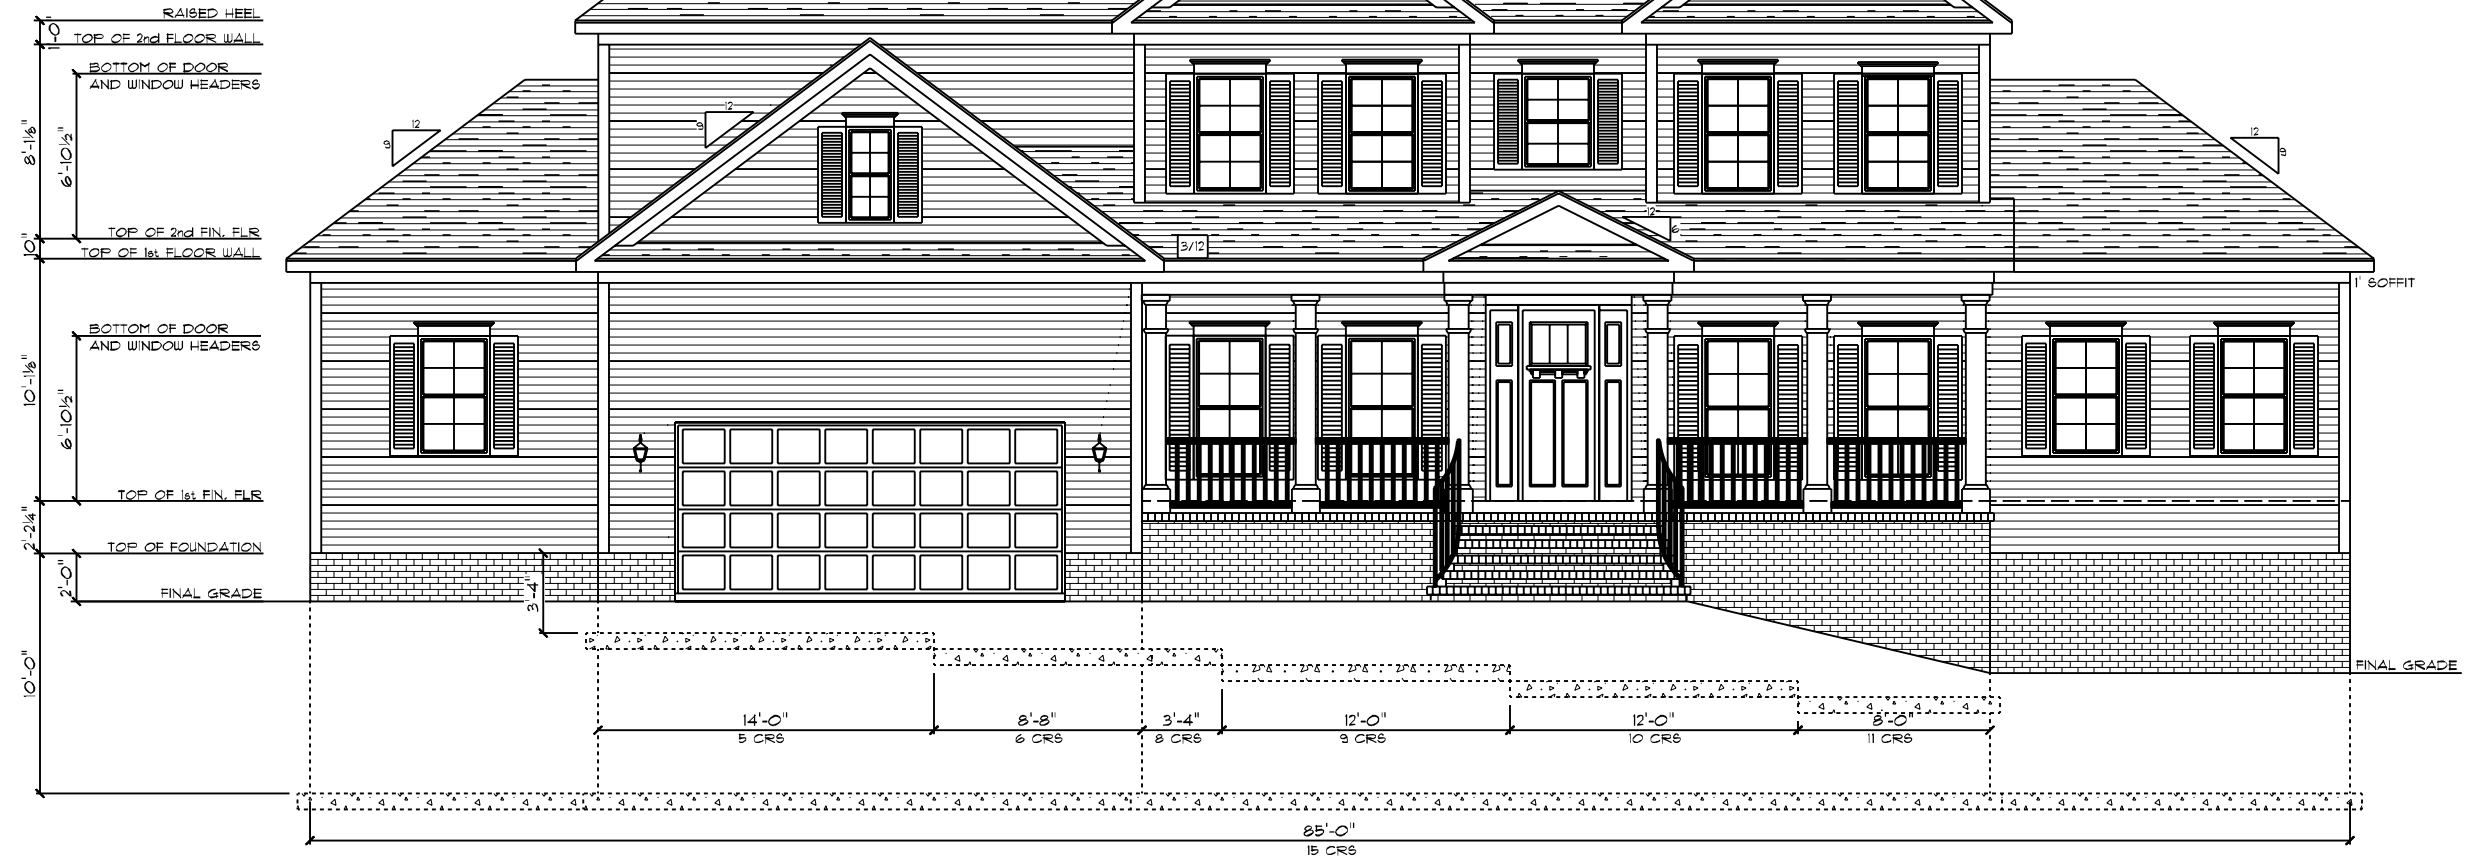 RAISED HEEL
1'-0
TOP OF 2nd FLOOR WALL
BOTTOM OF DOOR
AND WINDOW HEADERS
8'-1⅛"
6'-10½"
TOP OF 2nd FIN. FLR
10"
TOP OF 1st FLOOR WALL
12
9
12
9
12
9
12
6
3/12
1' SOFFIT
BOTTOM OF DOOR
AND WINDOW HEADERS
10'-1⅛"
6'-10½"
TOP OF 1st FIN. FLR
2'-2¼"
TOP OF FOUNDATION
2'-0"
FINAL GRADE
3'-4"
10'-0"
FINAL GRADE
14'-0"
5 CRS
8'-8"
6 CRS
3'-4"
8 CRS
12'-0"
9 CRS
12'-0"
10 CRS
8'-0"
11 CRS
85'-0"
15 CRS